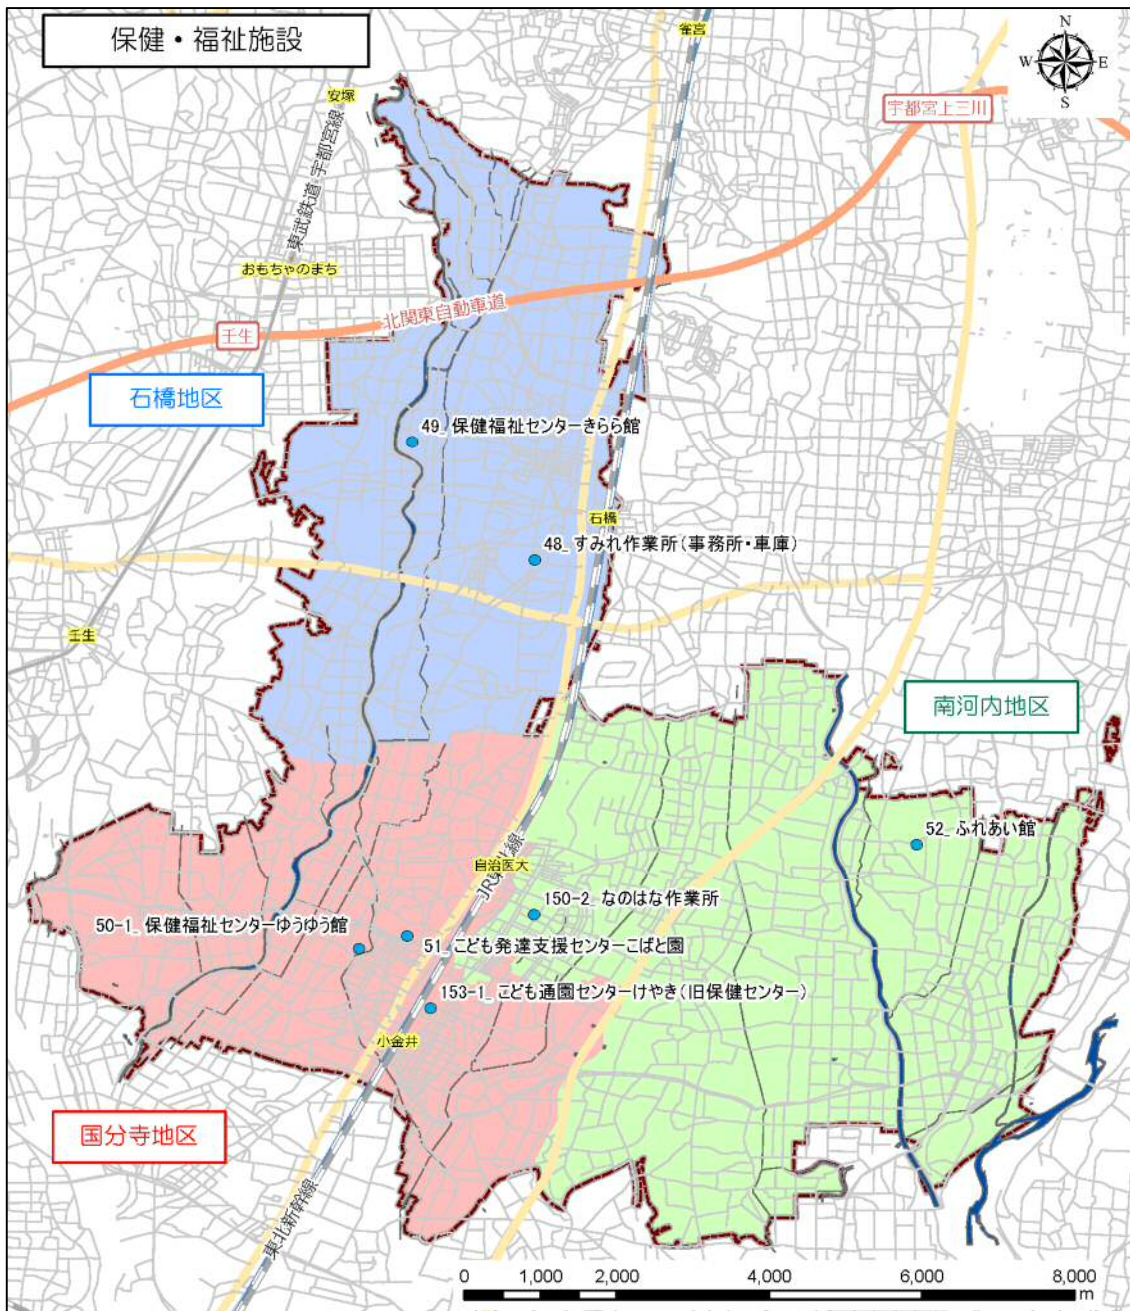 保健・福祉施設
雀宮
N
W
E
S
安塚
宇都宮上三川
東武鉄道 宇都宮線
おもちゃのまち
北関東自動車道
壬生
石橋地区
49_保健福祉センターきらら館
石橋
48_すみれ作業所(事務所・車庫)
壬生
南河内地区
52_ふれあい館
JR東北線
自治医大
150-2_なのはな作業所
50-1_保健福祉センターゆうゆう館
51_こども発達支援センターこばと園
153-1_こども通園センターけやき(旧保健センター)
小金井
国分寺地区
東北新幹線
0 1,000 2,000 4,000 6,000 8,000
m